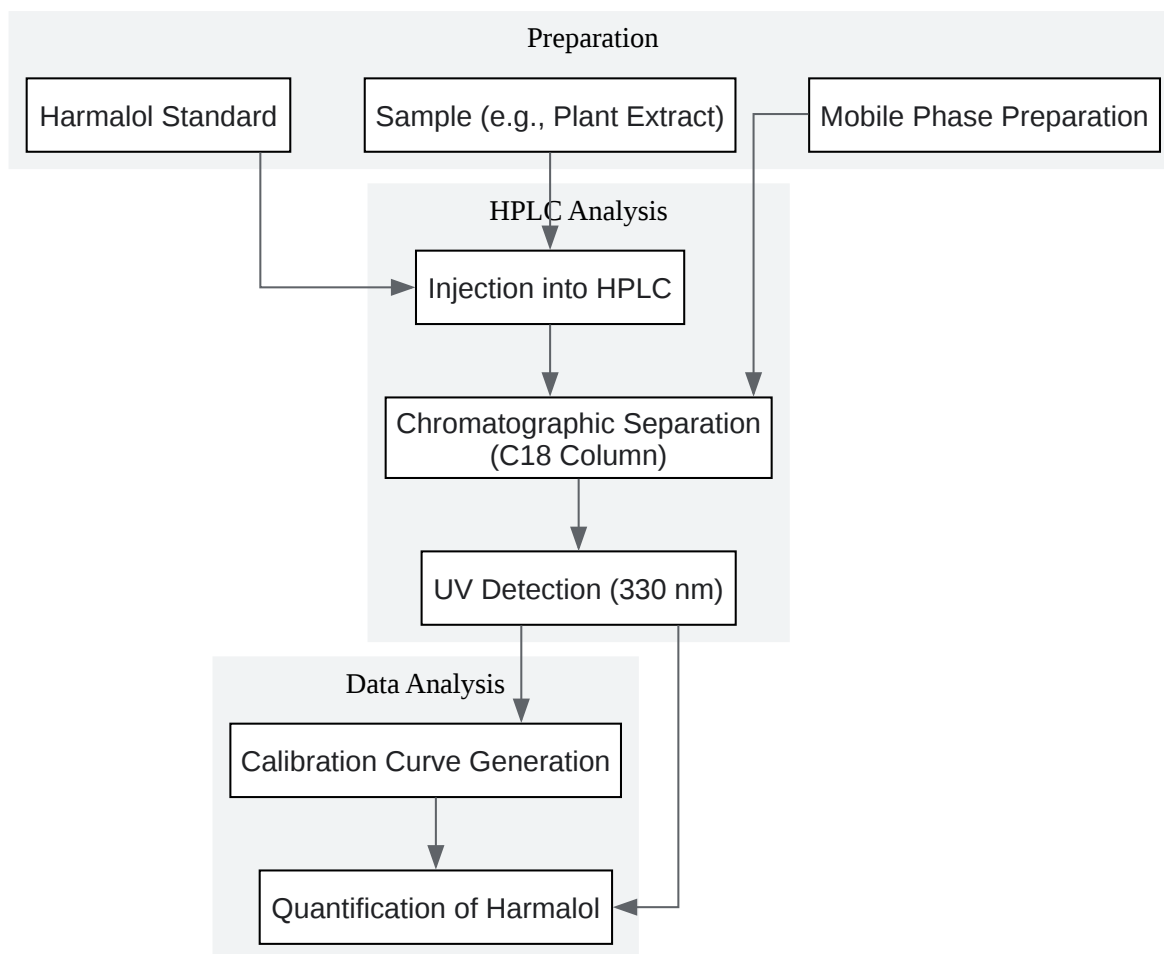 Preparation
Harmalol Standard
Sample (e.g., Plant Extract)
Mobile Phase Preparation
HPLC Analysis
Injection into HPLC
Chromatographic Separation
(C18 Column)
UV Detection (330 nm)
Data Analysis
Calibration Curve Generation
Quantification of Harmalol